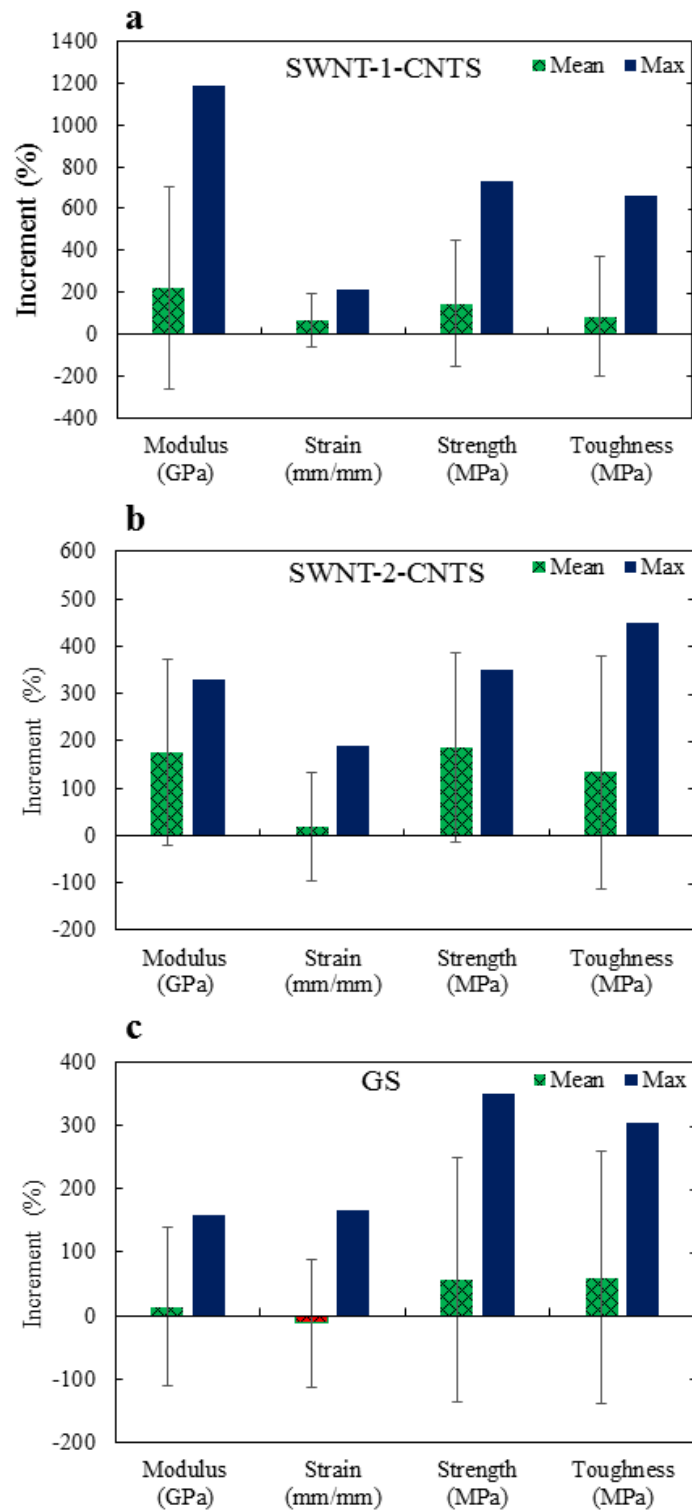 a
SWNT-1-CNTS
Mean Max
1400
1200
1000
800
600
400
200
0
-200
-400
Increment (%)
Modulus Strain Strength Toughness
(GPa) (mm/mm) (MPa) (MPa)
b
SWNT-2-CNTS
Mean Max
600
500
400
300
200
100
0
-100
-200
Increment (%)
Modulus Strain Strength Toughness
(GPa) (mm/mm) (MPa) (MPa)
c
GS
Mean Max
400
300
200
100
0
-100
-200
Increment (%)
Modulus Strain Strength Toughness
(GPa) (mm/mm) (MPa) (MPa)